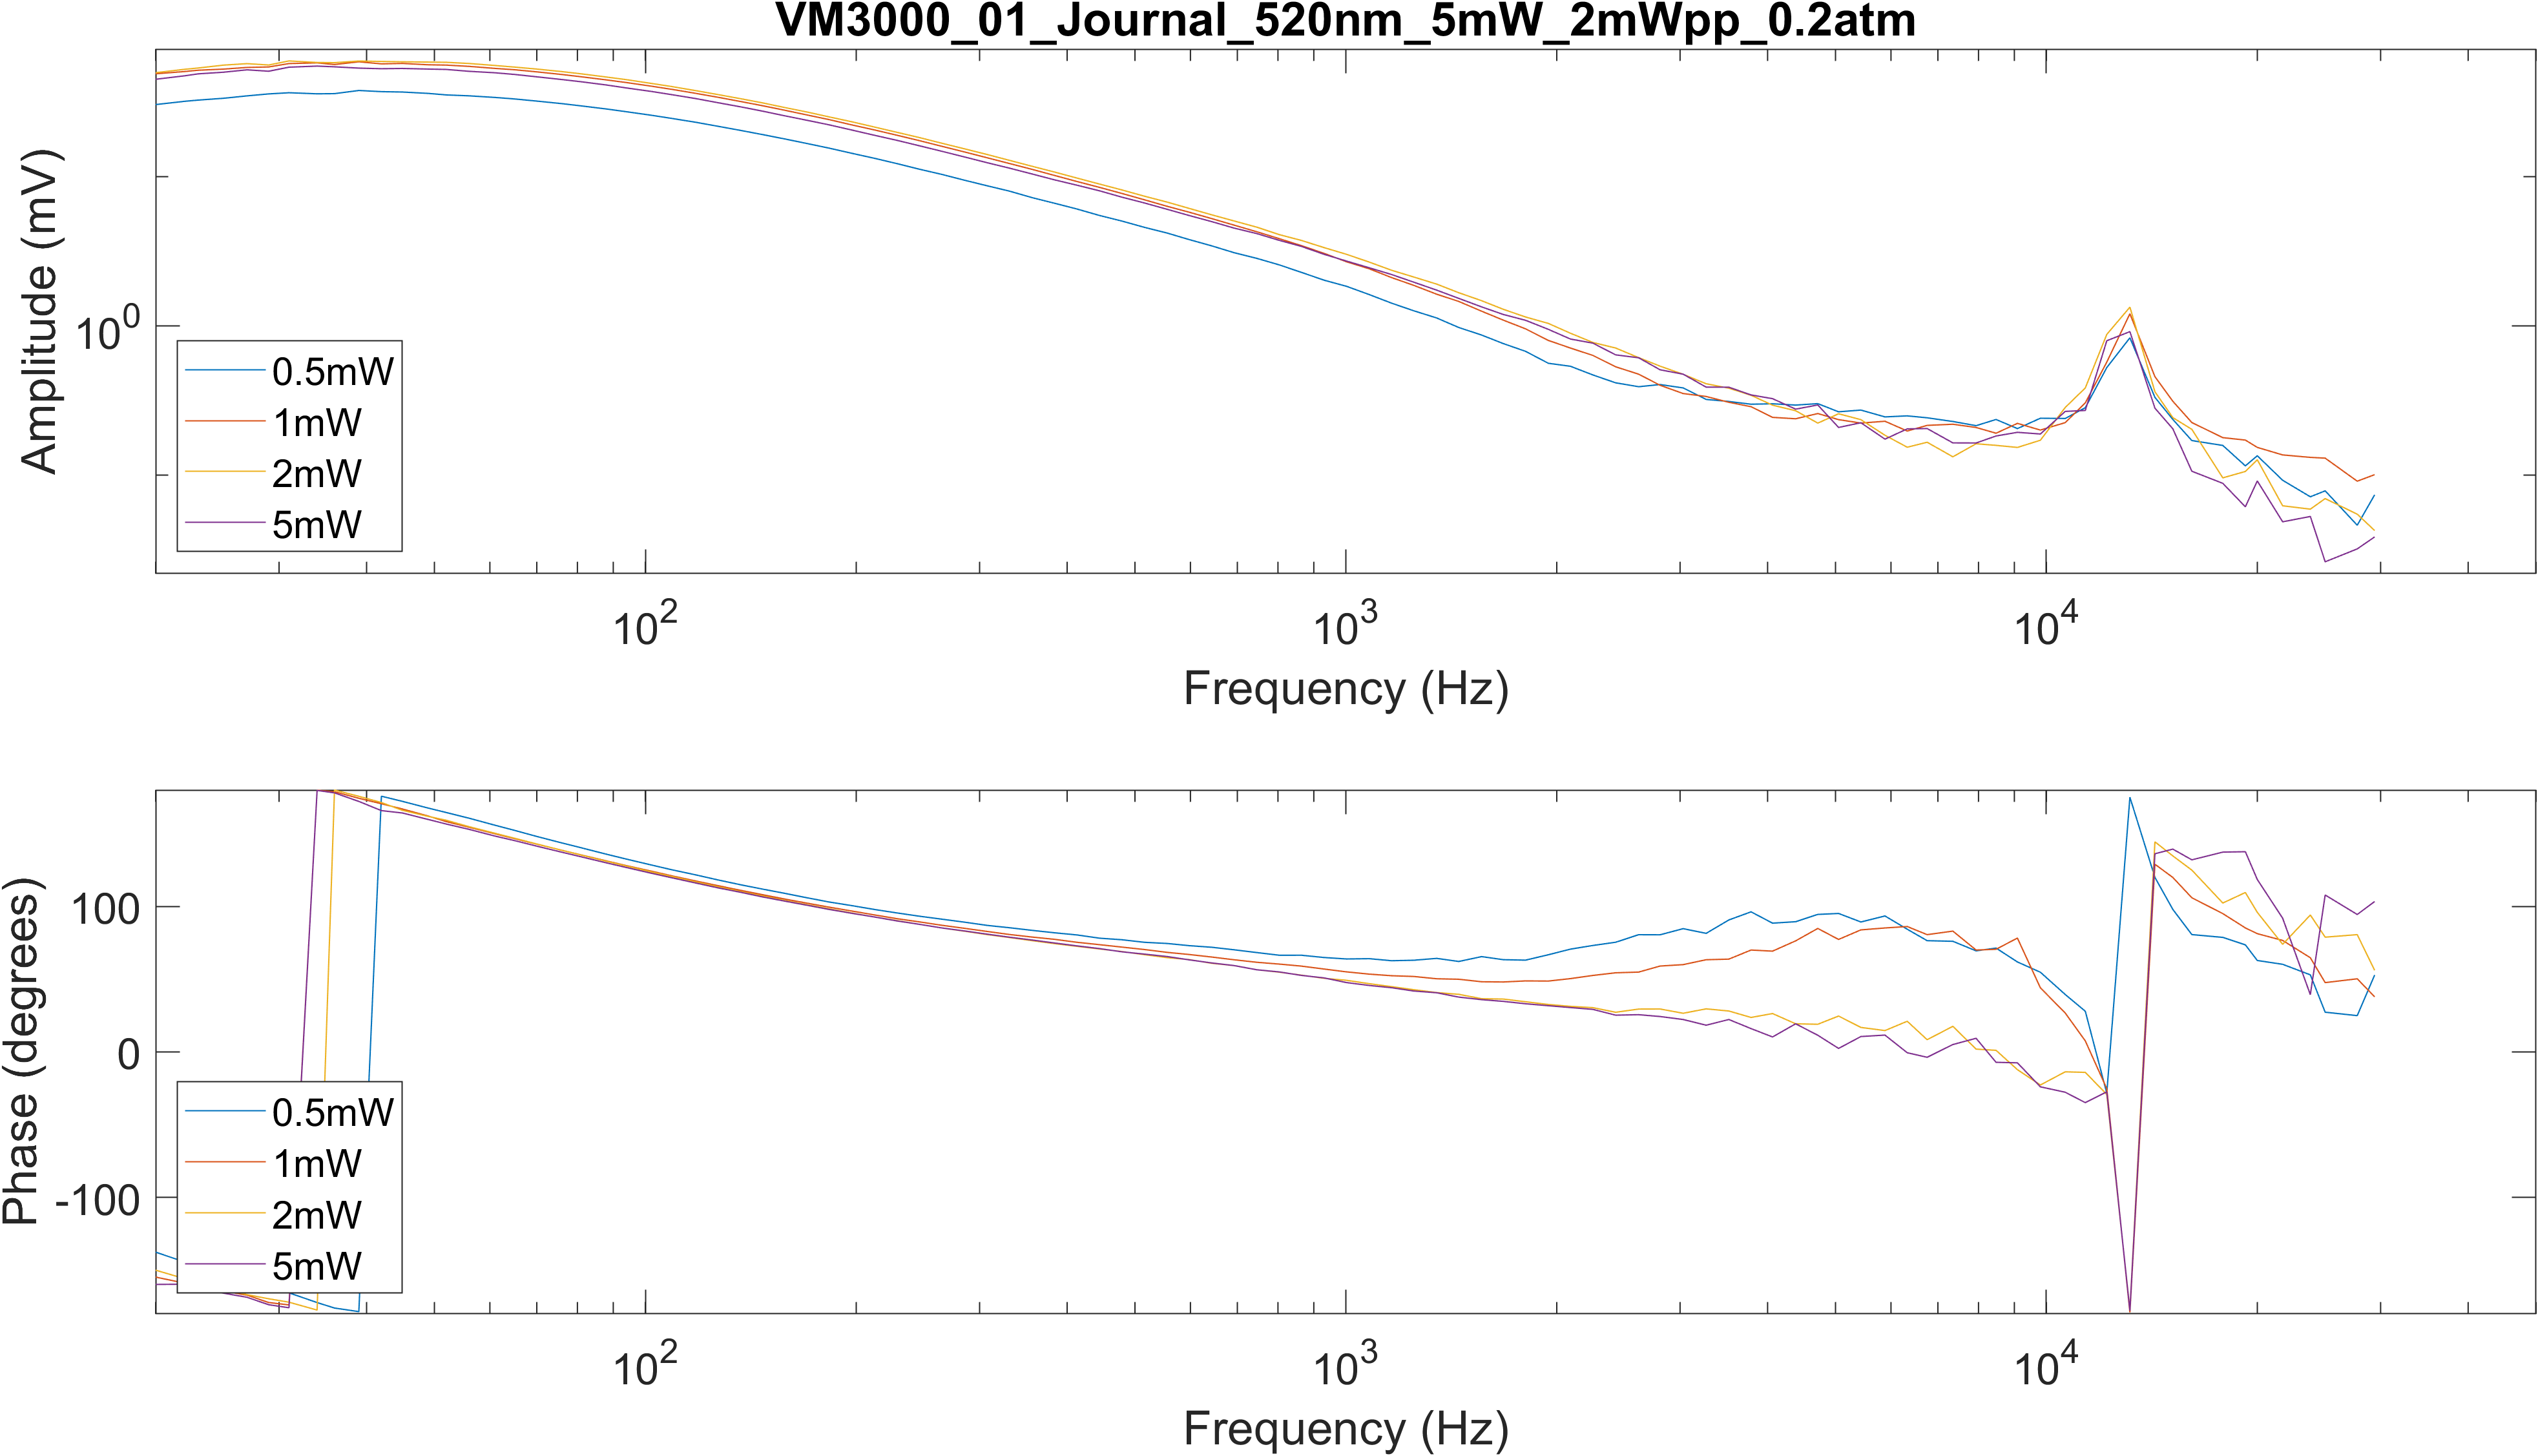 VM3000_01_Journal_520nm_5mW_2mWpp_0.2atm
Amplitude (mV)
10^0
0.5mW
1mW
2mW
5mW
10^2
10^3
10^4
Frequency (Hz)
Phase (degrees)
100
0
-100
0.5mW
1mW
2mW
5mW
10^2
10^3
10^4
Frequency (Hz)